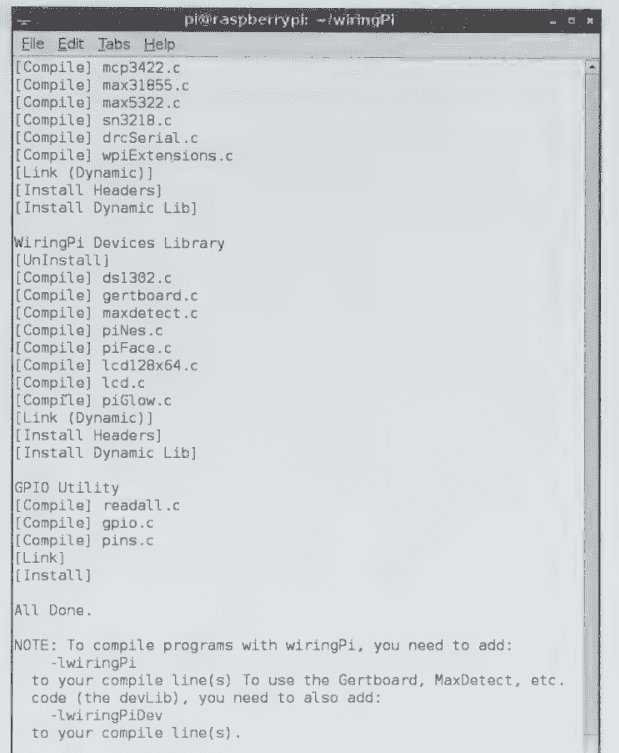 pi@raspberrypi: ~/wiringPi
File Edit Tabs Help
[Compile] mcp3422.c
[Compile] max31855.c
[Compile] max5322.c
[Compile] sn3218.c
[Compile] drcSerial.c
[Compile] wpiExtensions.c
[Link (Dynamic)]
[Install Headers]
[Install Dynamic Lib]
WiringPi Devices Library
[UnInstall]
[Compile] ds1302.c
[Compile] gertboard.c
[Compile] maxdetect.c
[Compile] piNes.c
[Compile] piFace.c
[Compile] lcd128x64.c
[Compile] lcd.c
[Compile] piGlow.c
[Link (Dynamic)]
[Install Headers]
[Install Dynamic Lib]
GPIO Utility
[Compile] readall.c
[Compile] gpio.c
[Compile] pins.c
[Link]
[Install]
All Done.
NOTE: To compile programs with wiringPi, you need to add:
-lwiringPi
to your compile line(s) To use the Gertboard, MaxDetect, etc.
code (the devLib), you need to also add:
-lwiringPiDev
to your compile line(s).